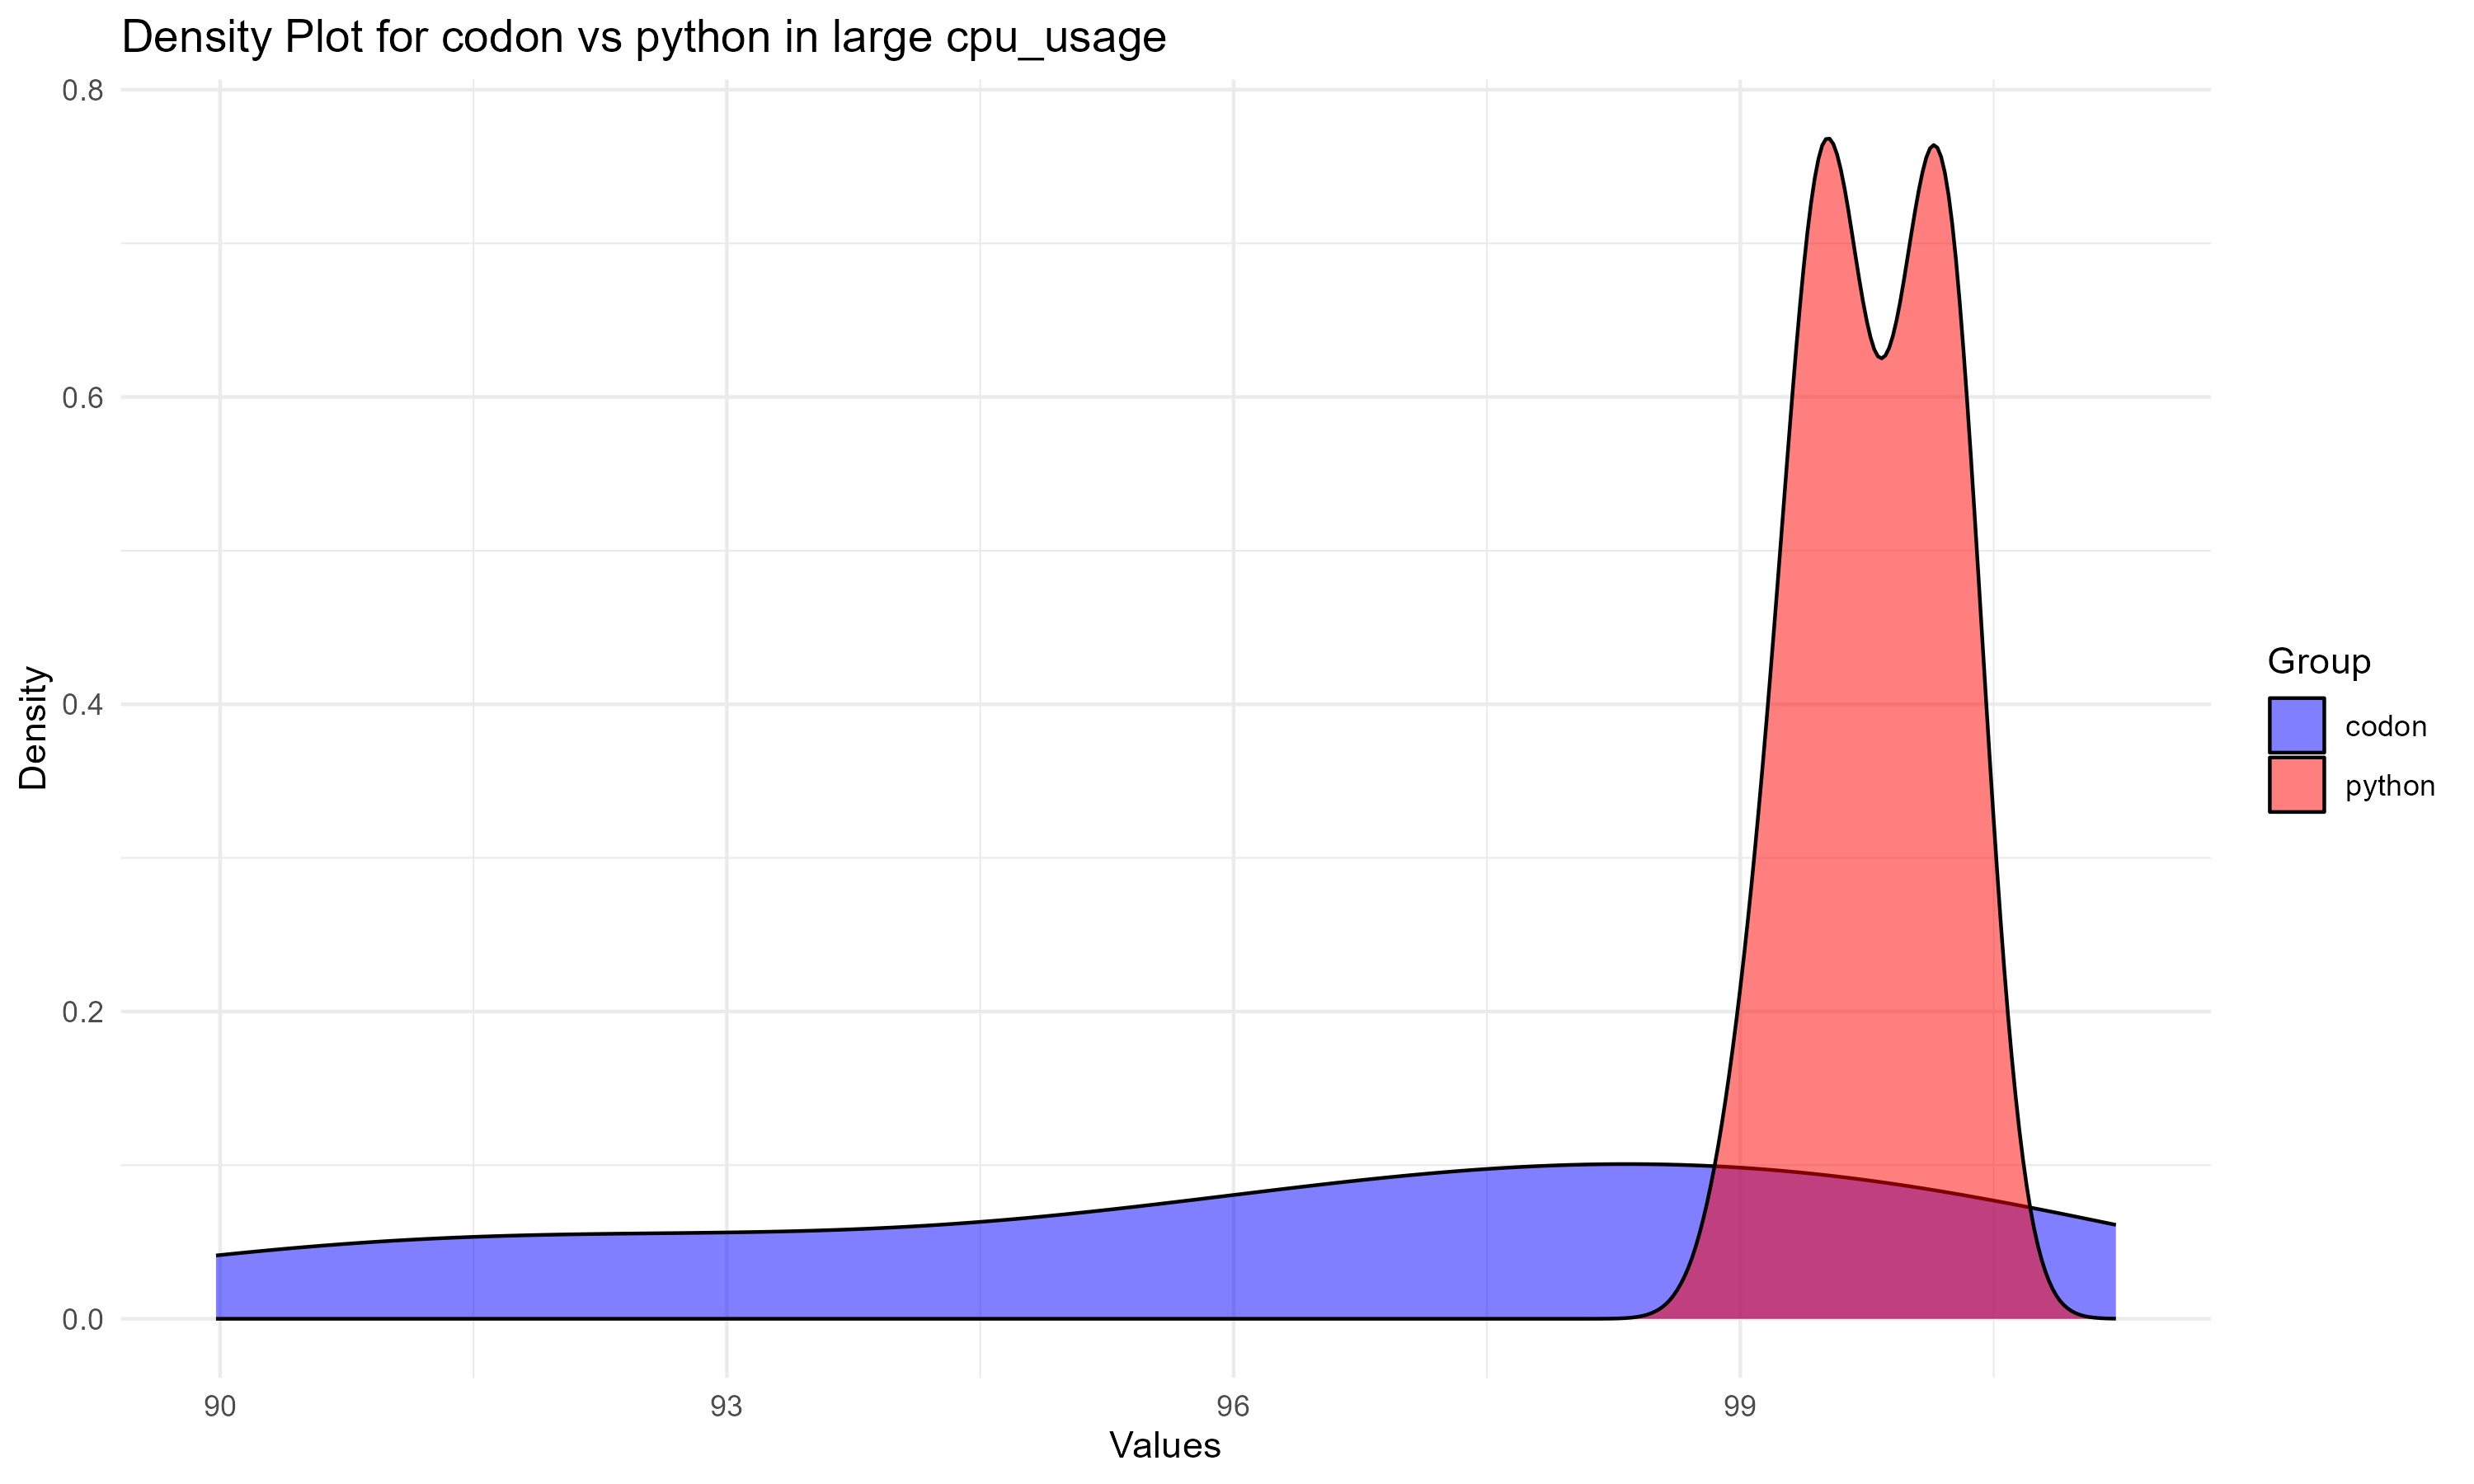 Density Plot for codon vs python in large cpu_usage
0.8
0.6
0.4
0.2
0.0
Density
90 93 96 99
Values
Group
codon
python